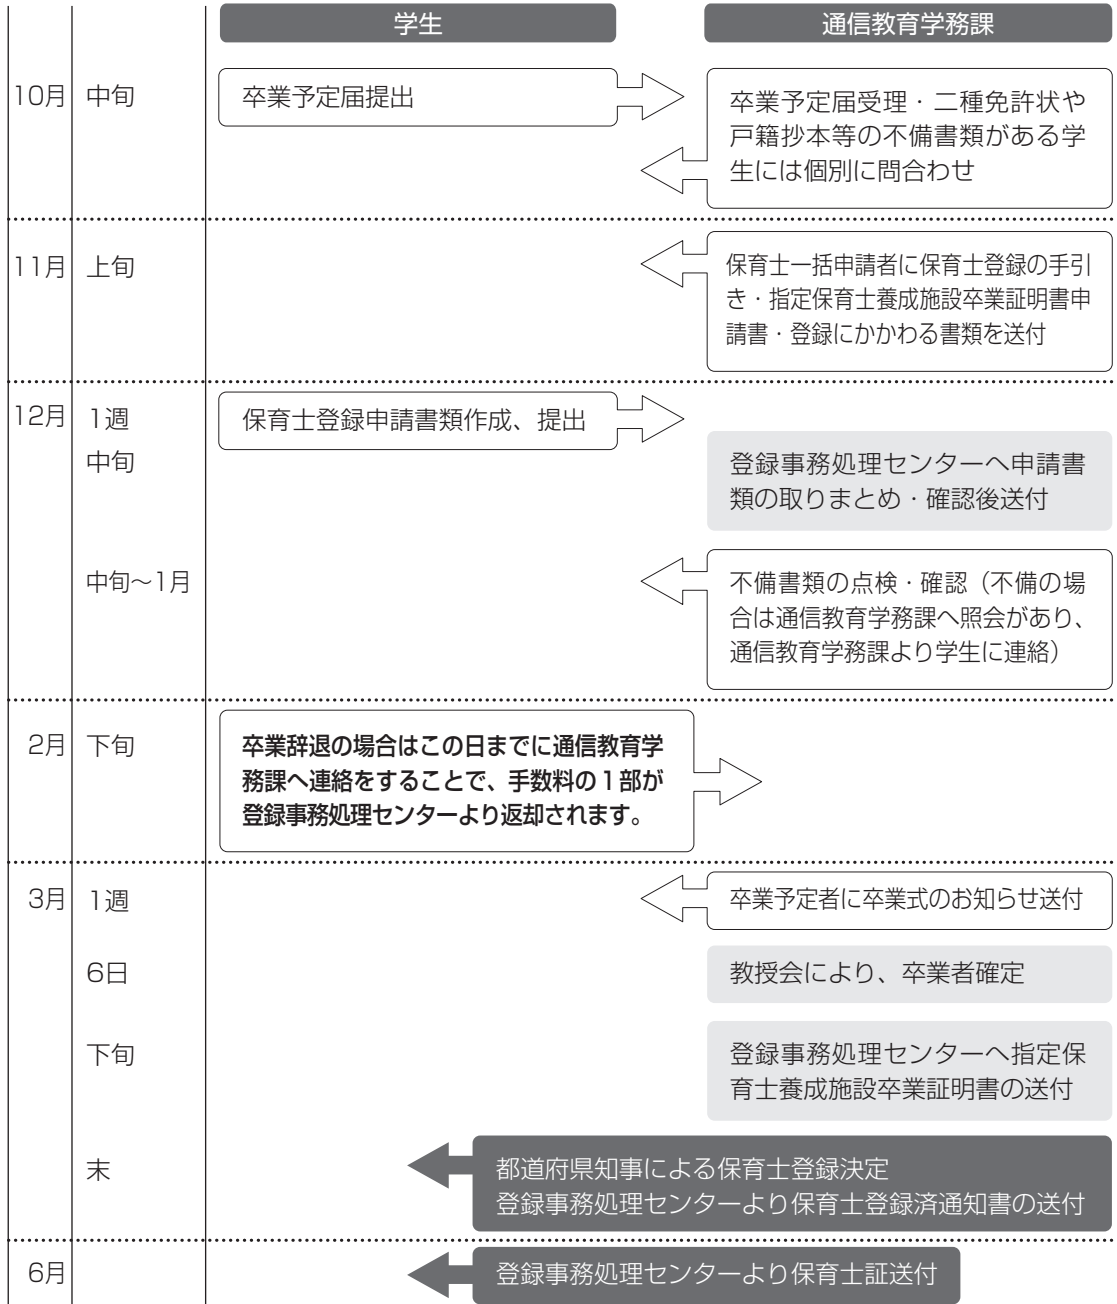 学生
通信教育学務課
10月 中旬
卒業予定届提出
卒業予定届受理・二種免許状や
戸籍抄本等の不備書類がある学
生には個別に問合わせ
11月 上旬
保育士一括申請者に保育士登録の手引
き・指定保育士養成施設卒業証明書申
請書・登録にかかわる書類を送付
12月 1週
保育士登録申請書類作成、提出
中旬
登録事務処理センターへ申請書
類の取りまとめ・確認後送付
中旬〜1月
不備書類の点検・確認（不備の場
合は通信教育学務課へ照会があり、
通信教育学務課より学生に連絡）
2月 下旬
卒業辞退の場合はこの日までに通信教育学
務課へ連絡をすることで、手数料の１部が
登録事務処理センターより返却されます。
3月 1週
卒業予定者に卒業式のお知らせ送付
6日
教授会により、卒業者確定
下旬
登録事務処理センターへ指定保
育士養成施設卒業証明書の送付
末
都道府県知事による保育士登録決定
登録事務処理センターより保育士登録済通知書の送付
6月
登録事務処理センターより保育士証送付